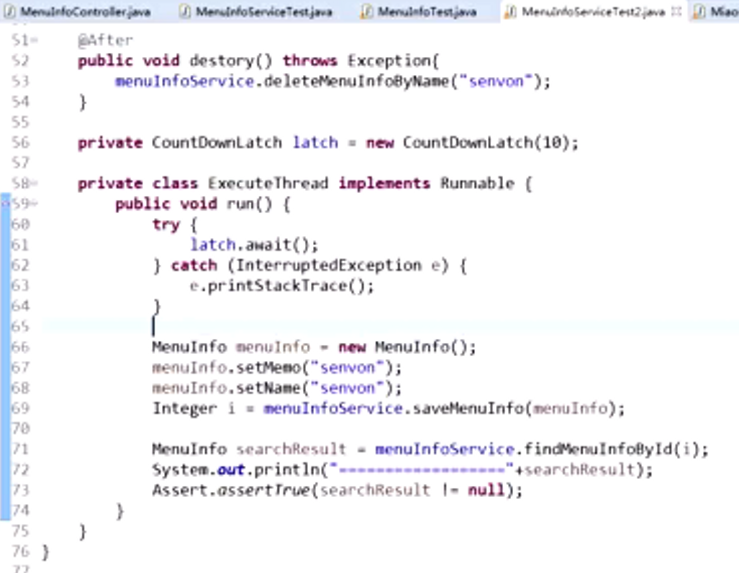 MenuInfoController.java MenuInfoServiceTest.java MenuInfoTest.java MenuInfoServiceTest2.java Miao
51 @After
52 public void destory() throws Exception{
53 menuInfoService.deleteMenuInfoByName("senvon");
54 }
55
56 private CountDownLatch latch = new CountDownLatch(10);
57
58 private class ExecuteThread implements Runnable {
59 public void run() {
60 try {
61 latch.await();
62 } catch (InterruptedException e) {
63 e.printStackTrace();
64 }
65
66 MenuInfo menuInfo = new MenuInfo();
67 menuInfo.setMemo("senvon");
68 menuInfo.setName("senvon");
69 Integer i = menuInfoService.saveMenuInfo(menuInfo);
70
71 MenuInfo searchResult = menuInfoService.findMenuInfoById(i);
72 System.out.println("------------------"+searchResult);
73 Assert.assertTrue(searchResult != null);
74 }
75 }
76 }
77